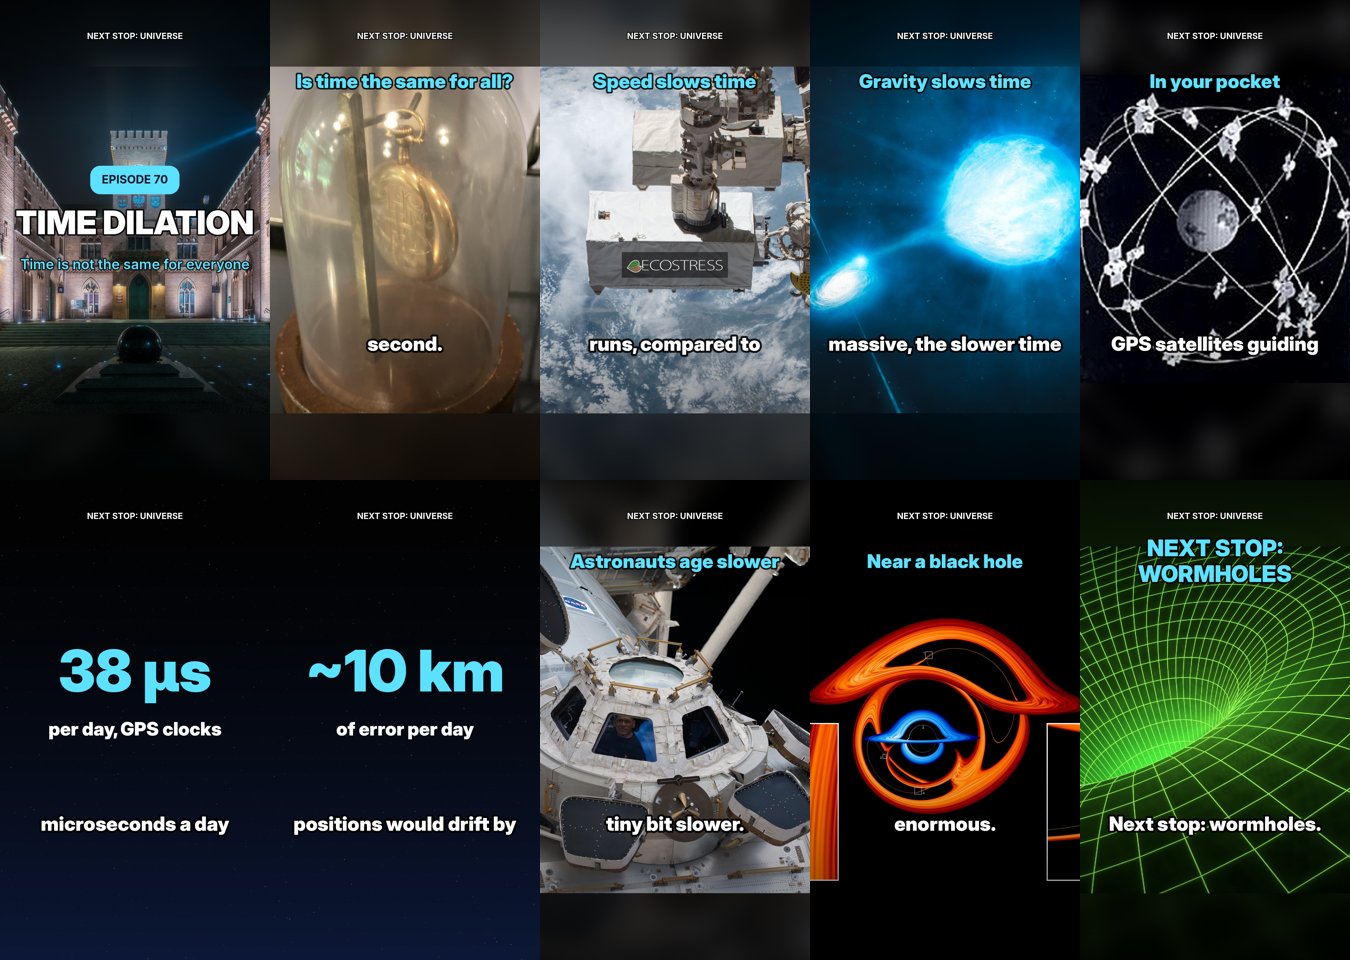 NEXT STOP: UNIVERSE
EPISODE 70
TIME DILATION
Time is not the same for everyone
NEXT STOP: UNIVERSE
Is time the same for all?
second.
NEXT STOP: UNIVERSE
Speed slows time
ECOSTRESS
runs, compared to
NEXT STOP: UNIVERSE
Gravity slows time
massive, the slower time
NEXT STOP: UNIVERSE
In your pocket
GPS satellites guiding
NEXT STOP: UNIVERSE
38 µs
per day, GPS clocks
microseconds a day
NEXT STOP: UNIVERSE
~10 km
of error per day
positions would drift by
NEXT STOP: UNIVERSE
Astronauts age slower
tiny bit slower.
NEXT STOP: UNIVERSE
Near a black hole
enormous.
NEXT STOP: UNIVERSE
NEXT STOP:
WORMHOLES
Next stop: wormholes.